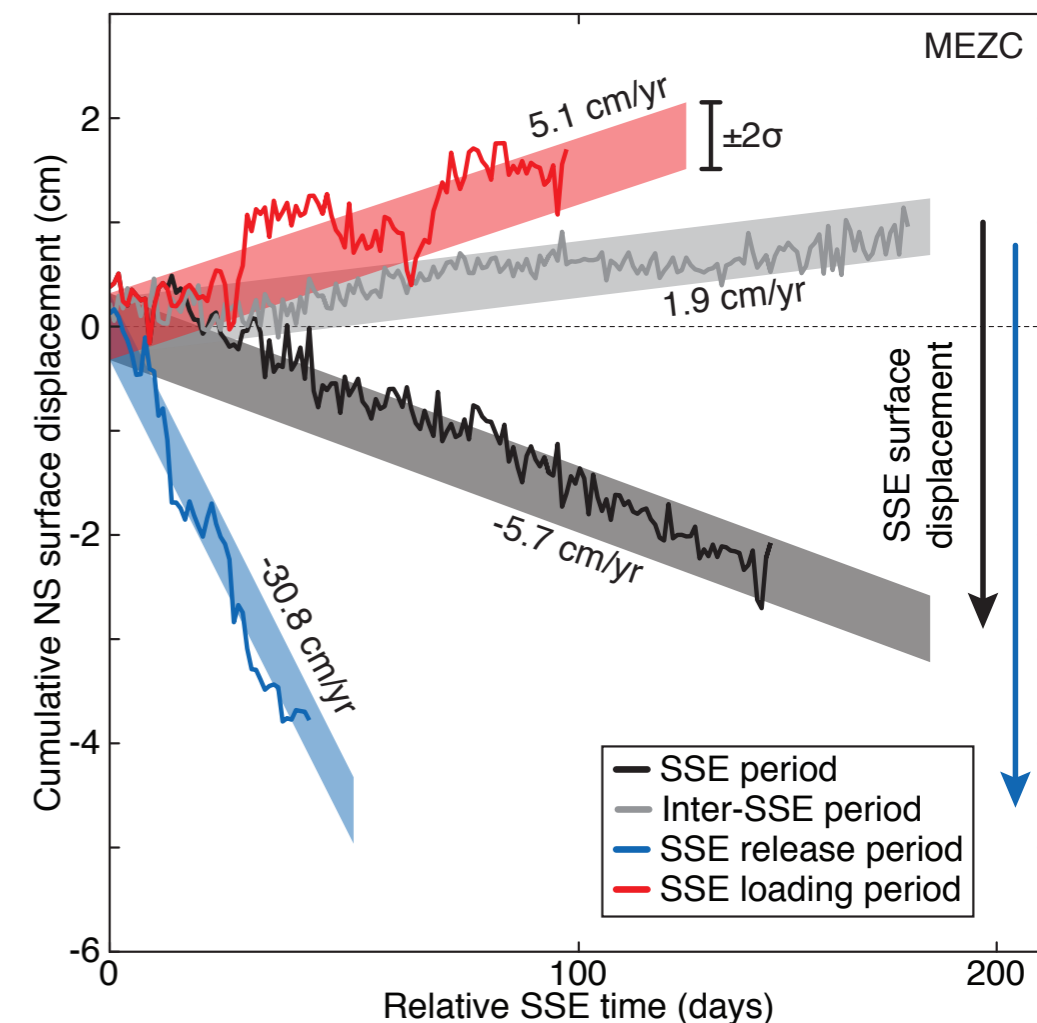 MEZC
5.1 cm/yr
±2σ
2
1.9 cm/yr
0
Cumulative NS surface displacement (cm)
SSE surface
displacement
-2
-5.7 cm/yr
-30.8 cm/yr
-4
SSE period
Inter-SSE period
SSE release period
SSE loading period
-6
0
100
200
Relative SSE time (days)